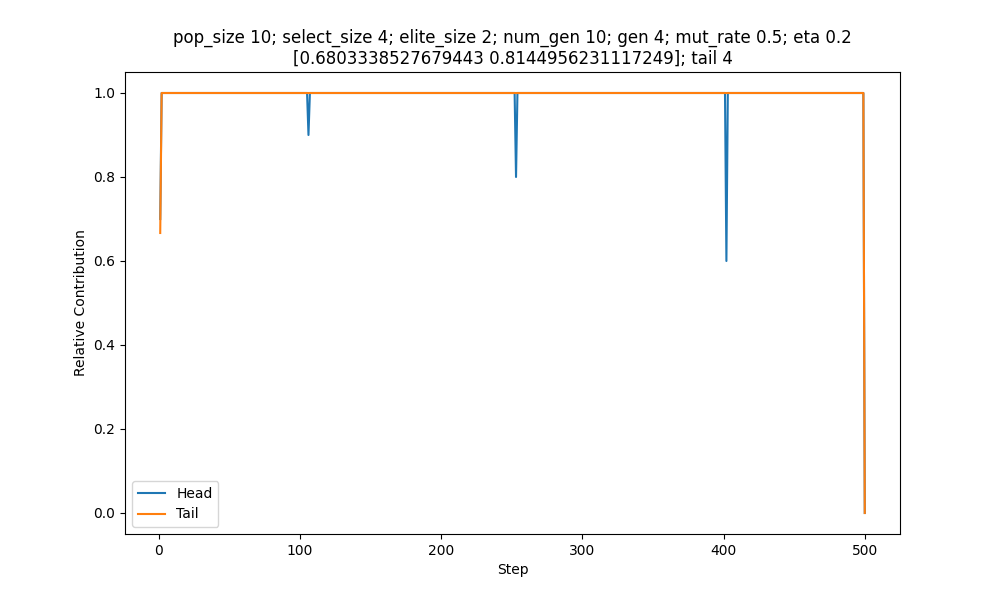 pop_size 10; select_size 4; elite_size 2; num_gen 10; gen 4; mut_rate 0.5; eta 0.2
[0.6803338527679443 0.8144956231117249]; tail 4
1.0
0.8
0.6
0.4
0.2
0.0
Relative Contribution
Head
Tail
0
100
200
300
400
500
Step